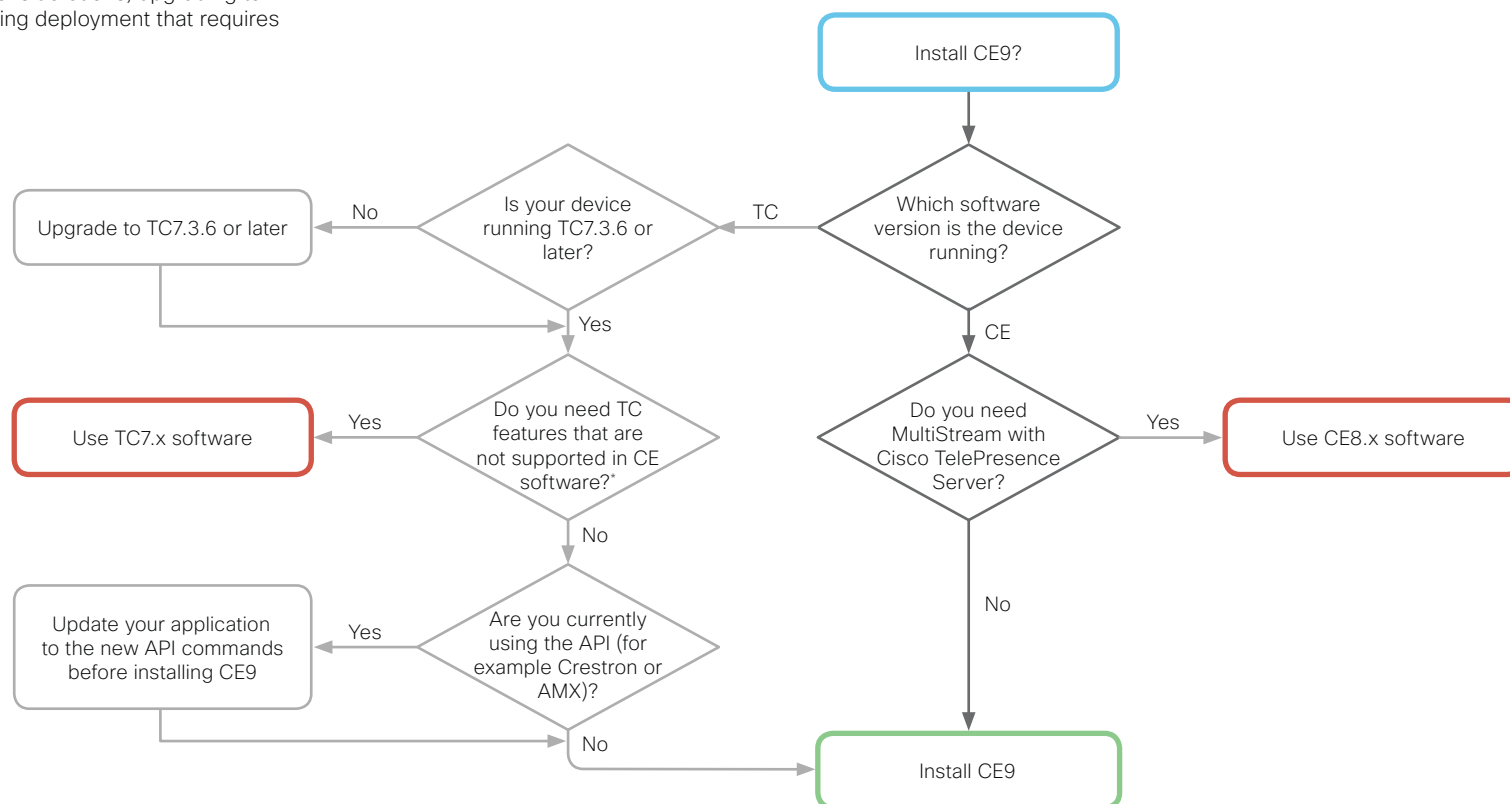 ing deployment that requires
Install CE9?
Which software
version is the device
running?
TC
Is your device
running TC7.3.6 or
later?
No
Upgrade to TC7.3.6 or later
Yes
CE
Do you need TC
features that are
not supported in CE
software?*
Yes
Use TC7.x software
Do you need
MultiStream with
Cisco TelePresence
Server?
Yes
Use CE8.x software
No
Are you currently
using the API (for
example Crestron or
AMX)?
Yes
Update your application
to the new API commands
before installing CE9
No
No
Install CE9